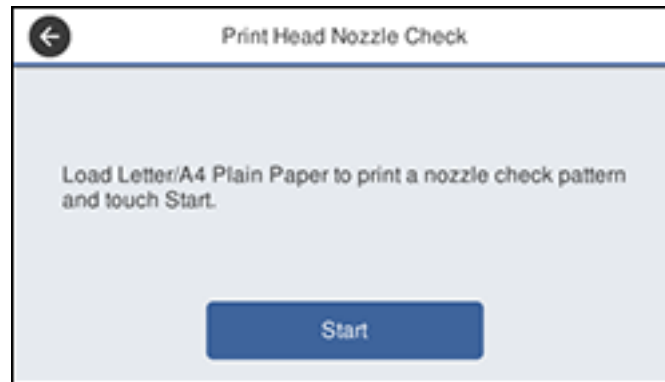 Print Head Nozzle Check
Load Letter/A4 Plain Paper to print a nozzle check pattern
and touch Start.
Start